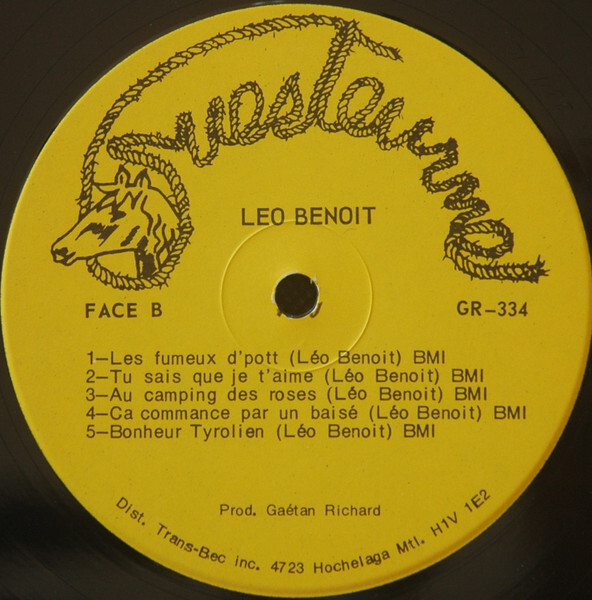 LEO BENOIT
FACE B
GR-334
1-Les fumeux d'pott (Léo Benoit) BMI
2-Tu sais que je t'aime (Léo Benoit) BMI
3-Au camping des roses (Léo Benoit) BMI
4-Ca commance par un baisé (Léo Benoit) BMI
5-Bonheur Tyrolien (Léo Benoit) BMI
Prod. Gaétan Richard
Dist. Trans-Bec inc. 4723 Hochelaga Mtl. H1V 1E2